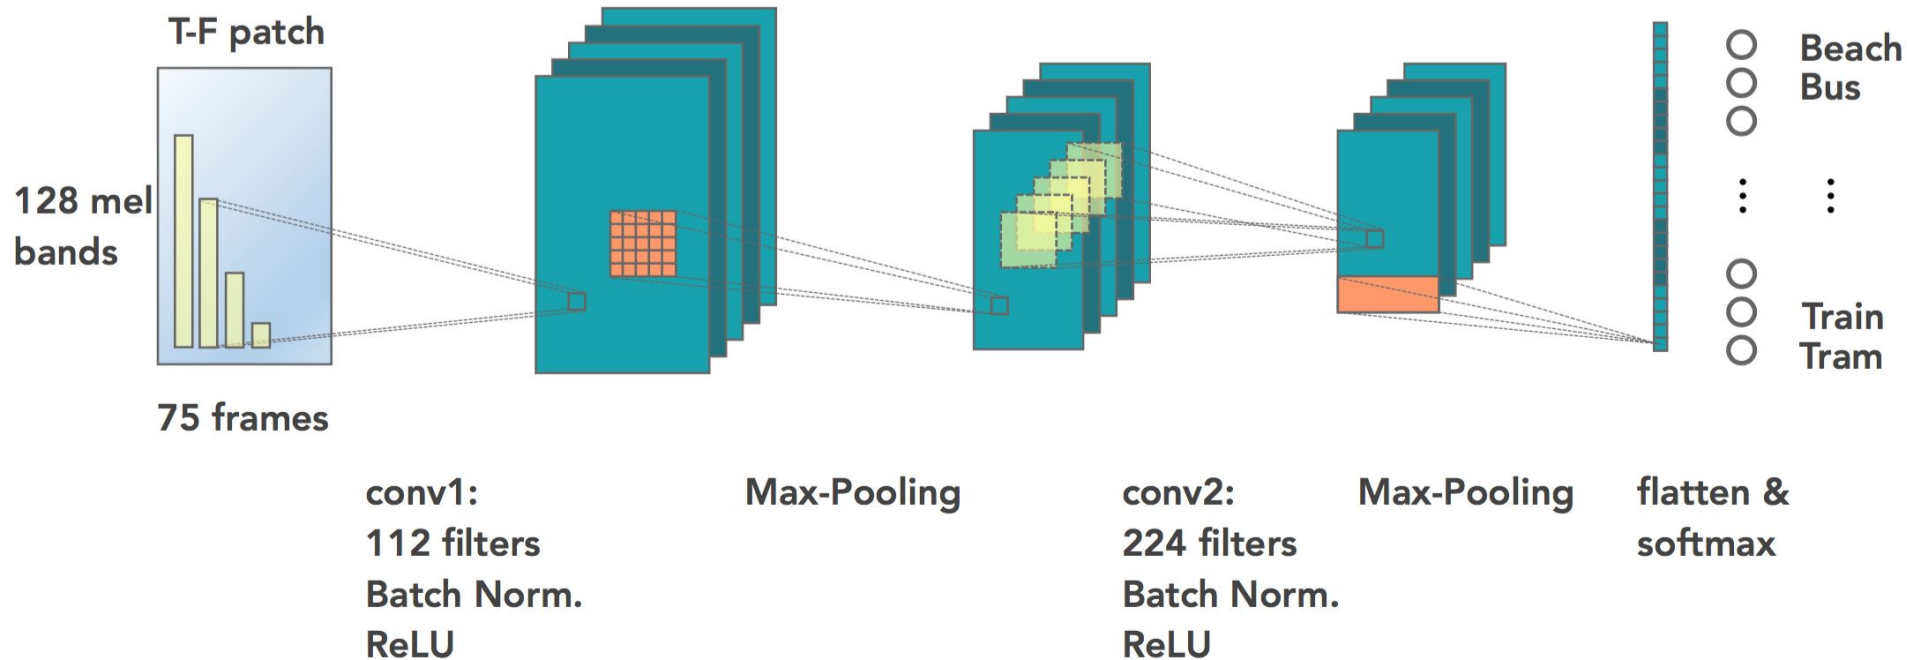 T-F patch
128 mel
bands
75 frames
conv1:
112 filters
Batch Norm.
ReLU
Max-Pooling
conv2:
224 filters
Batch Norm.
ReLU
Max-Pooling
flatten &
softmax
Beach
Bus
Train
Tram